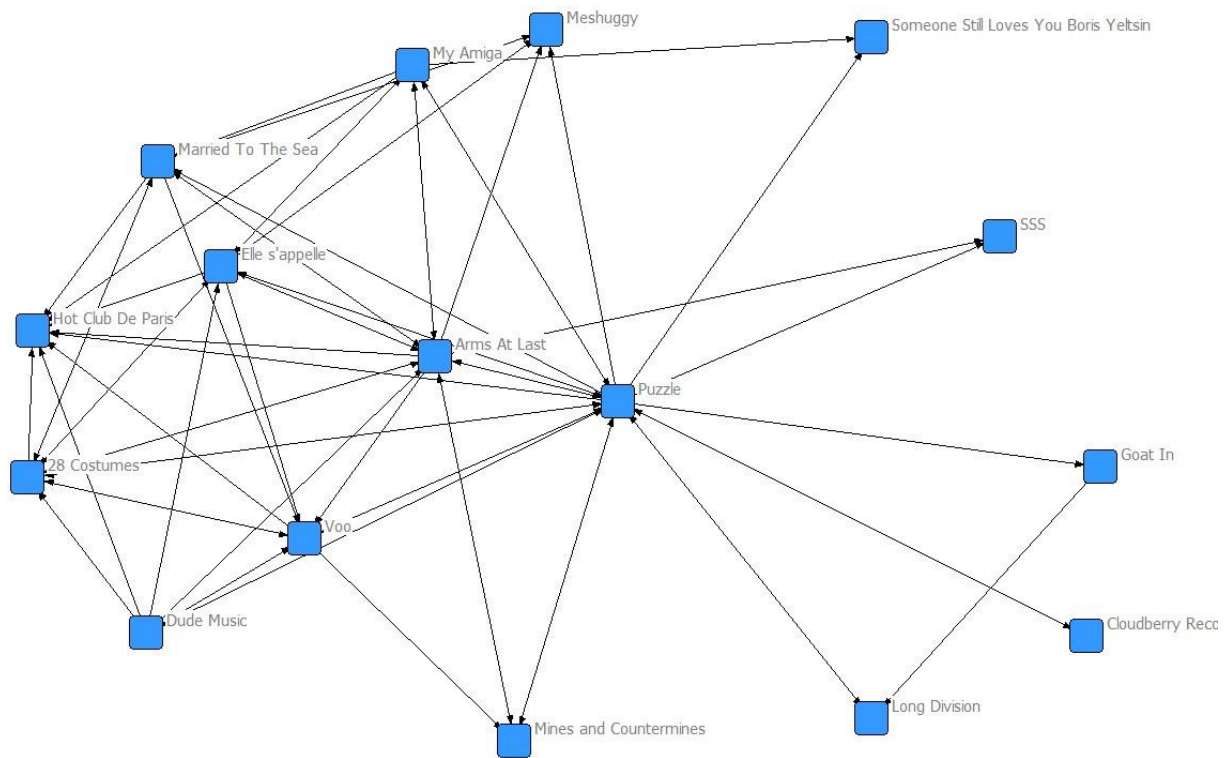 Meshuggy
Someone Still Loves You Boris Yeltsin
My Amiga
Married To The Sea
SSS
Elle s'appelle
Hot Club De Paris
Arms At Last
Puzzle
Goat In
28 Costumes
Voo
Dude Music
Cloudberry Reco
Long Division
Mines and Countermines